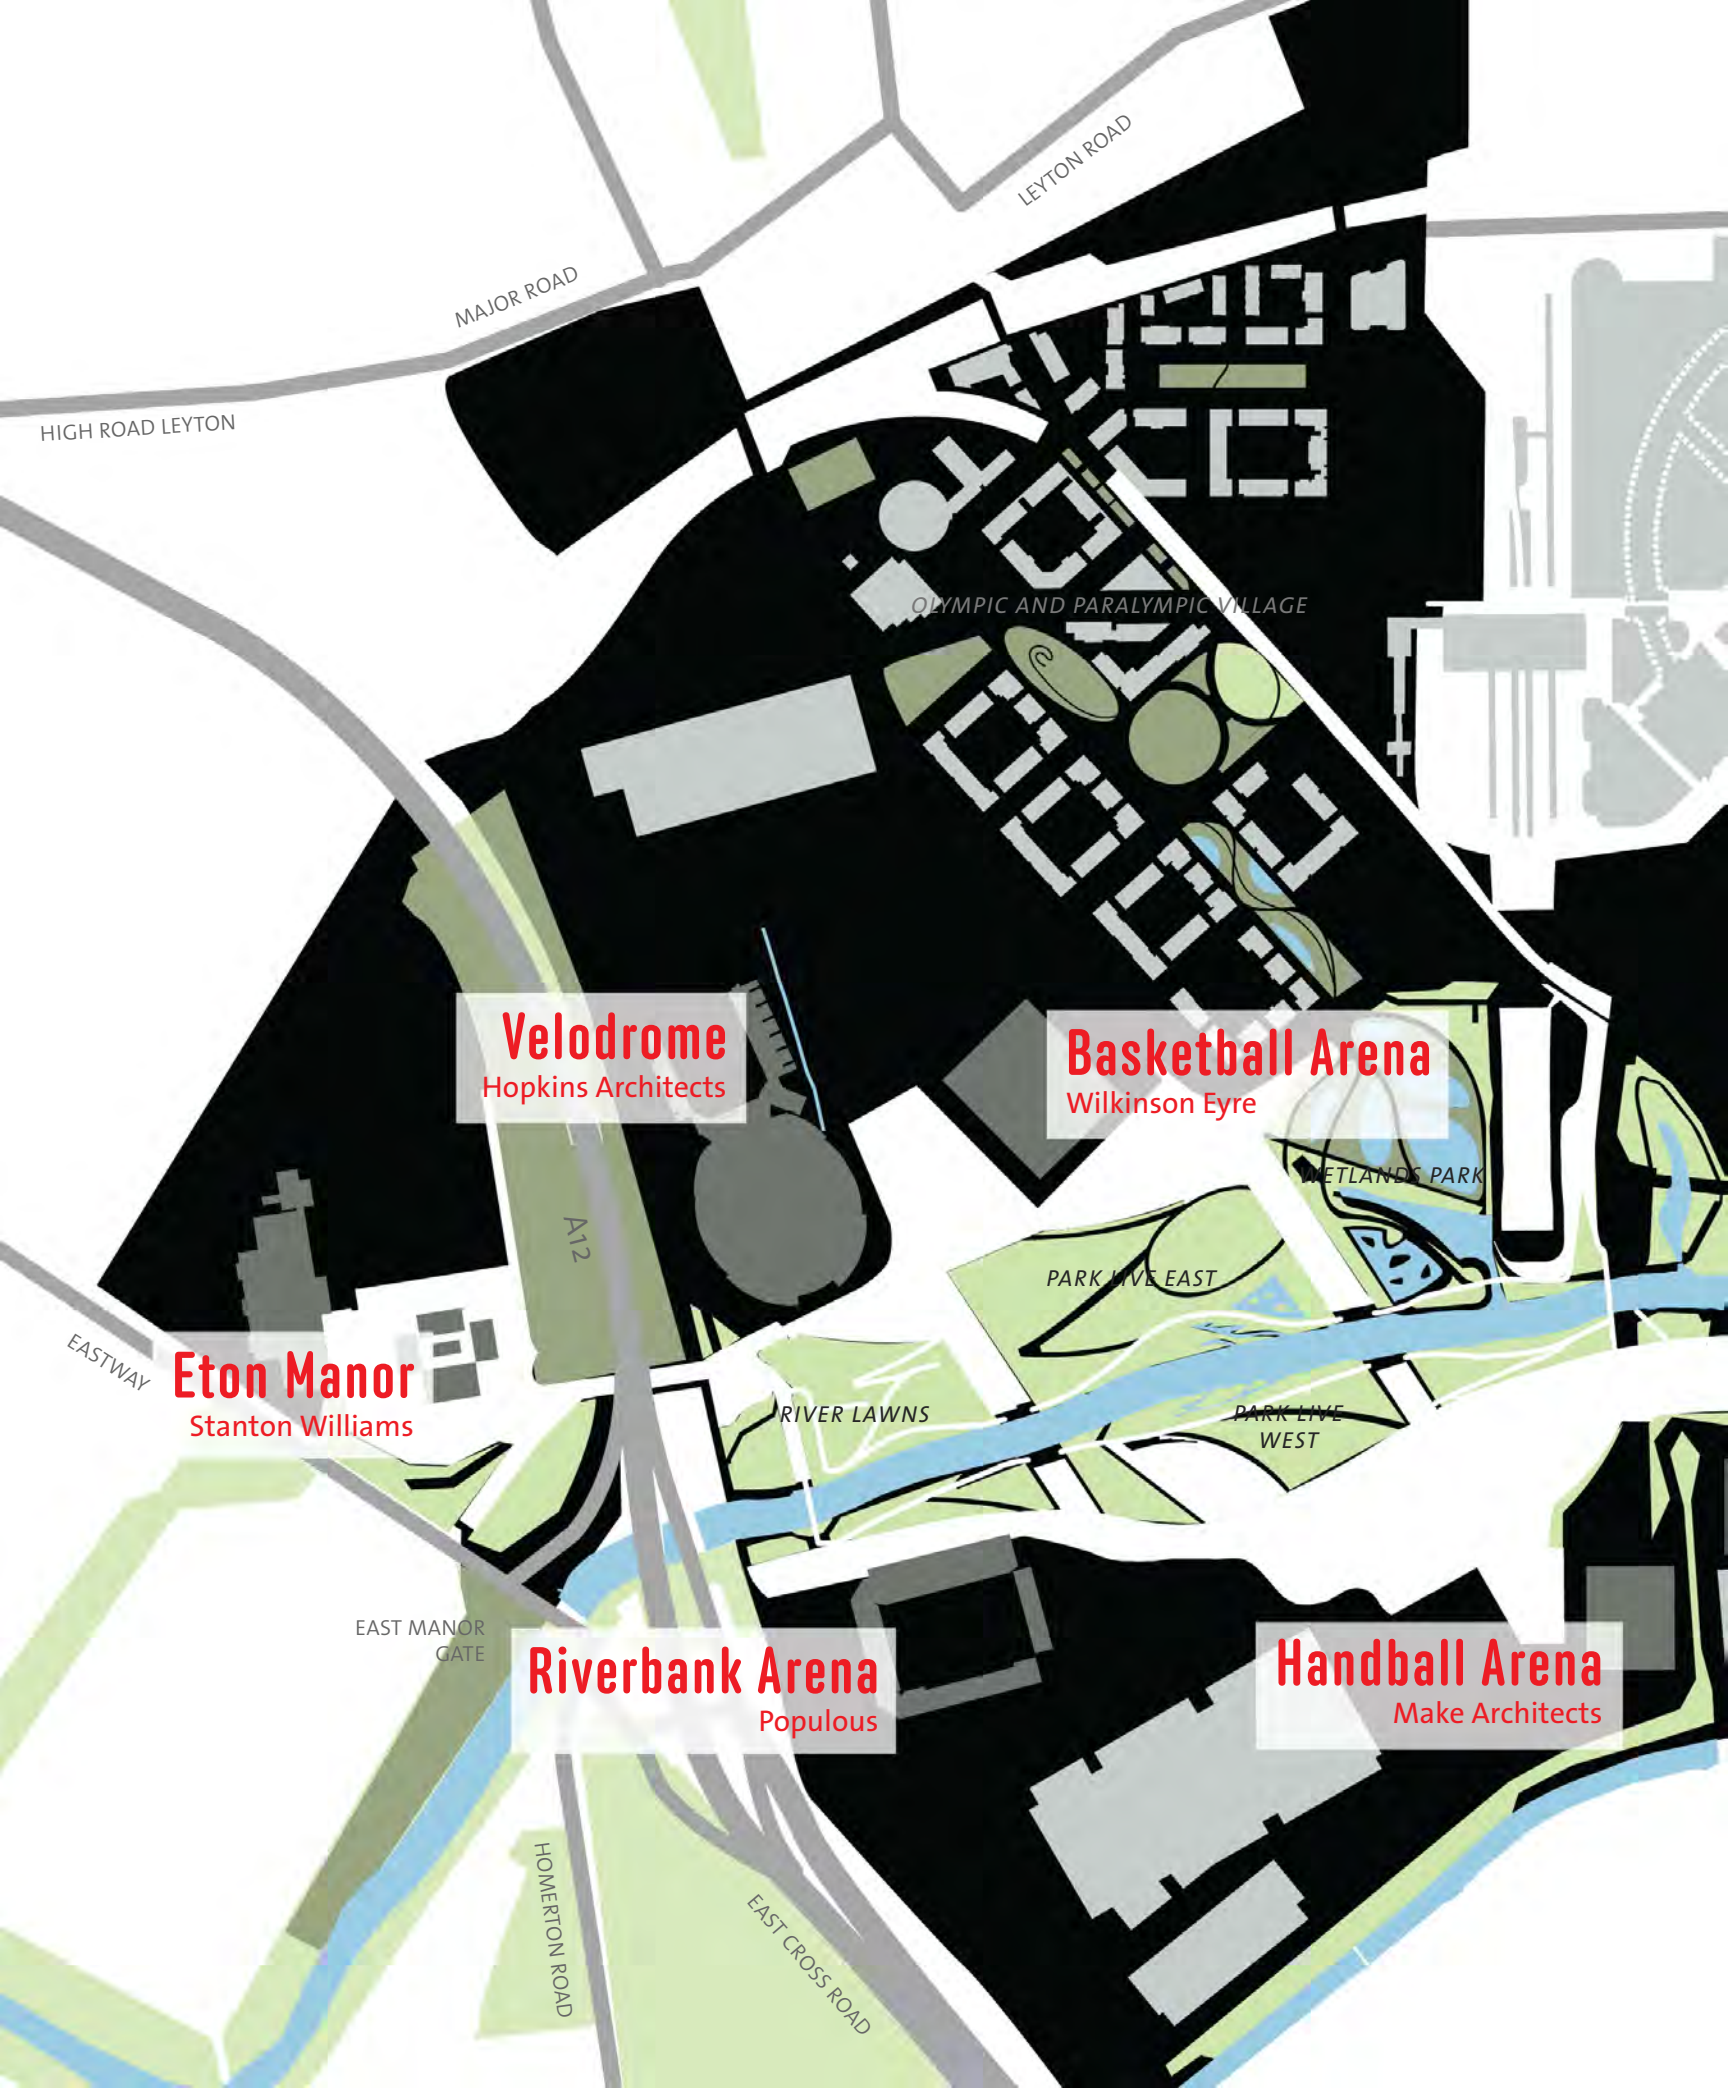 LEYTON ROAD
MAJOR ROAD
HIGH ROAD LEYTON
OLYMPIC AND PARALYMPIC VILLAGE
Velodrome
Hopkins Architects
Basketball Arena
Wilkinson Eyre
WETLANDS PARK
A12
PARK LIVE EAST
EASTWAY
Eton Manor
Stanton Williams
RIVER LAWNS
PARK LIVE
WEST
EAST MANOR
GATE
Riverbank Arena
Populous
Handball Arena
Make Architects
HOMERTON ROAD
EAST CROSS ROAD